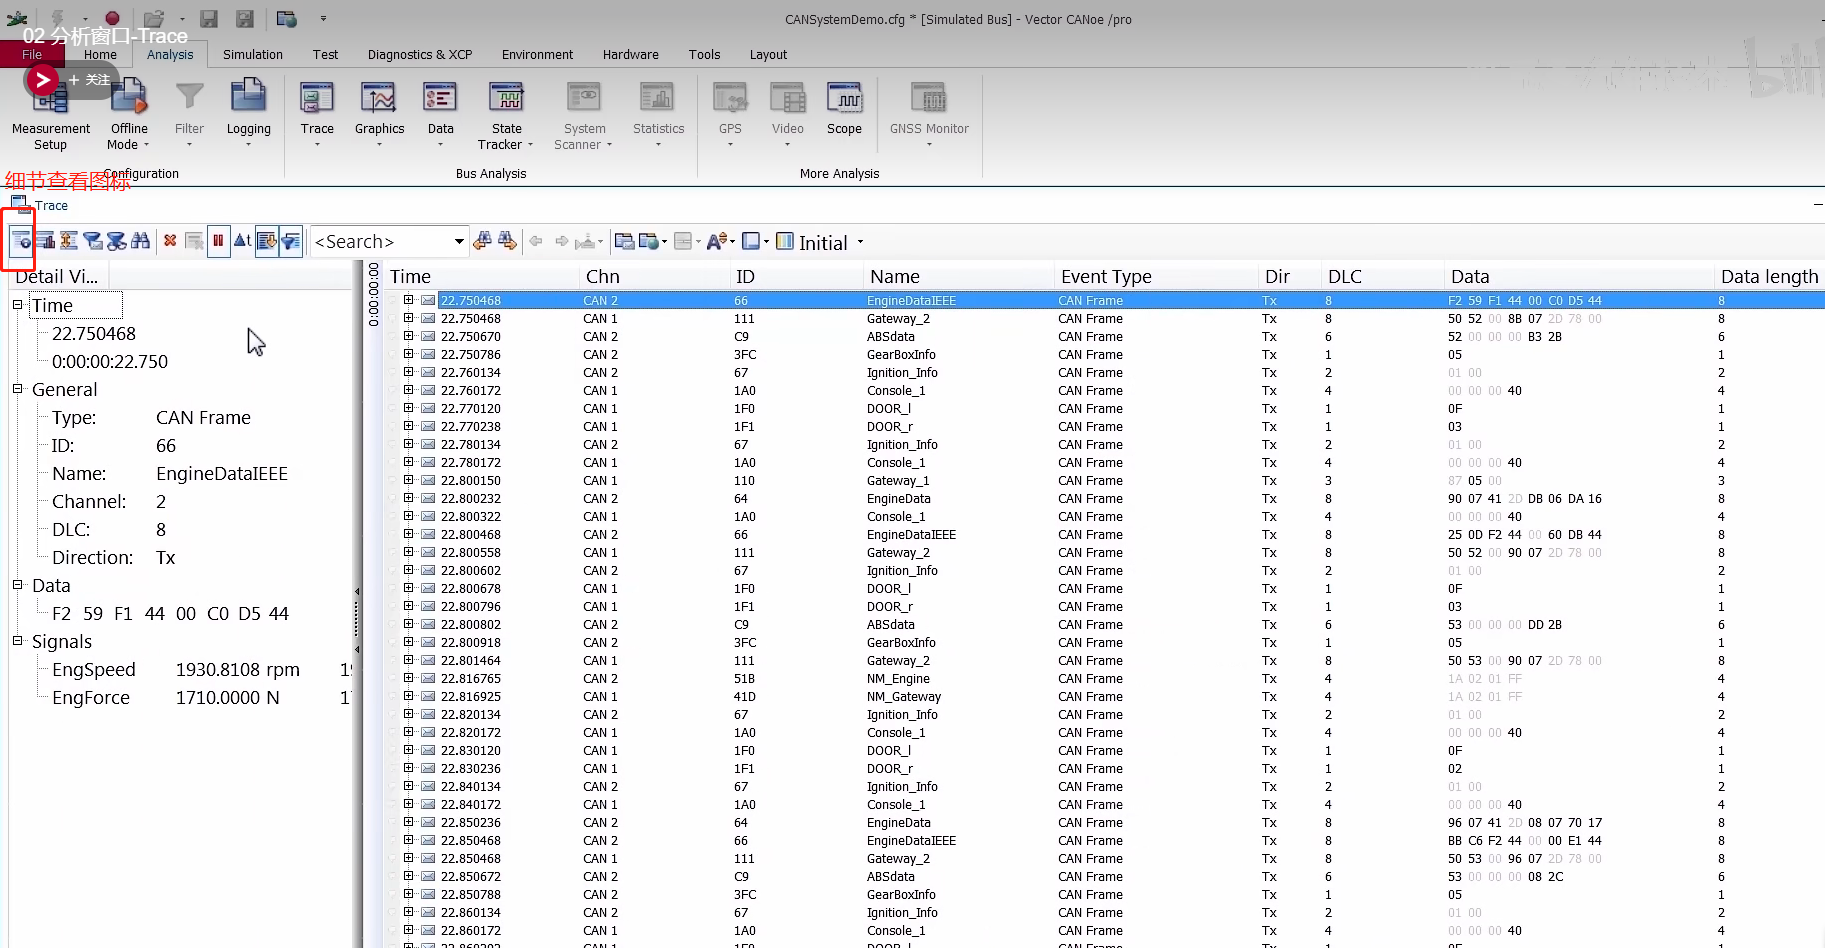 CANSystemDemo.cfg * [Simulated Bus] - Vector CANoe /pro
02 分析窗口-Trace
File Home Analysis Simulation Test Diagnostics & XCP Environment Hardware Tools Layout
+ 关注
Measurement Setup Offline Mode Filter Logging Trace Graphics Data State Tracker System Scanner Statistics GPS Video Scope GNSS Monitor
Configuration Bus Analysis More Analysis
细节查看图标
Trace
<Search> Initial
Detail Vi...
Time
22.750468
0:00:00:22.750
General
Type: CAN Frame
ID: 66
Name: EngineDataIEEE
Channel: 2
DLC: 8
Direction: Tx
Data
F2 59 F1 44 00 C0 D5 44
Signals
EngSpeed 1930.8108 rpm
EngForce 1710.0000 N
0:00:00:00
Time Chn ID Name Event Type Dir DLC Data Data length
22.750468 CAN 2 66 EngineDataIEEE CAN Frame Tx 8 F2 59 F1 44 00 C0 D5 44 8
22.750468 CAN 1 111 Gateway_2 CAN Frame Tx 8 50 52 00 8B 07 2D 78 00 8
22.750670 CAN 2 C9 ABSdata CAN Frame Tx 6 52 00 00 00 B3 2B 6
22.750786 CAN 2 3FC GearBoxInfo CAN Frame Tx 1 05 1
22.760134 CAN 2 67 Ignition_Info CAN Frame Tx 2 01 00 2
22.760172 CAN 1 1A0 Console_1 CAN Frame Tx 4 00 00 00 40 4
22.770120 CAN 1 1F0 DOOR_l CAN Frame Tx 1 0F 1
22.770238 CAN 1 1F1 DOOR_r CAN Frame Tx 1 03 1
22.780134 CAN 2 67 Ignition_Info CAN Frame Tx 2 01 00 2
22.780172 CAN 1 1A0 Console_1 CAN Frame Tx 4 00 00 00 40 4
22.800150 CAN 1 110 Gateway_1 CAN Frame Tx 3 87 05 00 3
22.800232 CAN 2 64 EngineData CAN Frame Tx 8 90 07 41 2D DB 06 DA 16 8
22.800322 CAN 1 1A0 Console_1 CAN Frame Tx 4 00 00 00 40 4
22.800468 CAN 2 66 EngineDataIEEE CAN Frame Tx 8 25 0D F2 44 00 60 DB 44 8
22.800558 CAN 1 111 Gateway_2 CAN Frame Tx 8 50 52 00 90 07 2D 78 00 8
22.800602 CAN 2 67 Ignition_Info CAN Frame Tx 2 01 00 2
22.800678 CAN 1 1F0 DOOR_l CAN Frame Tx 1 0F 1
22.800796 CAN 1 1F1 DOOR_r CAN Frame Tx 1 03 1
22.800802 CAN 2 C9 ABSdata CAN Frame Tx 6 53 00 00 00 DD 2B 6
22.800918 CAN 2 3FC GearBoxInfo CAN Frame Tx 1 05 1
22.801464 CAN 1 111 Gateway_2 CAN Frame Tx 8 50 53 00 90 07 2D 78 00 8
22.816765 CAN 2 51B NM_Engine CAN Frame Tx 4 1A 02 01 FF 4
22.816925 CAN 1 41D NM_Gateway CAN Frame Tx 4 1A 02 01 FF 4
22.820134 CAN 2 67 Ignition_Info CAN Frame Tx 2 01 00 2
22.820172 CAN 1 1A0 Console_1 CAN Frame Tx 4 00 00 00 40 4
22.830120 CAN 1 1F0 DOOR_l CAN Frame Tx 1 0F 1
22.830236 CAN 1 1F1 DOOR_r CAN Frame Tx 1 02 1
22.840134 CAN 2 67 Ignition_Info CAN Frame Tx 2 01 00 2
22.840172 CAN 1 1A0 Console_1 CAN Frame Tx 4 00 00 00 40 4
22.850236 CAN 2 64 EngineData CAN Frame Tx 8 96 07 41 2D 08 07 70 17 8
22.850468 CAN 2 66 EngineDataIEEE CAN Frame Tx 8 BB C6 F2 44 00 00 E1 44 8
22.850468 CAN 1 111 Gateway_2 CAN Frame Tx 8 50 53 00 96 07 2D 78 00 8
22.850672 CAN 2 C9 ABSdata CAN Frame Tx 6 53 00 00 00 08 2C 6
22.850788 CAN 2 3FC GearBoxInfo CAN Frame Tx 1 05 1
22.860134 CAN 2 67 Ignition_Info CAN Frame Tx 2 01 00 2
22.860172 CAN 1 1A0 Console_1 CAN Frame Tx 4 00 00 00 40 4